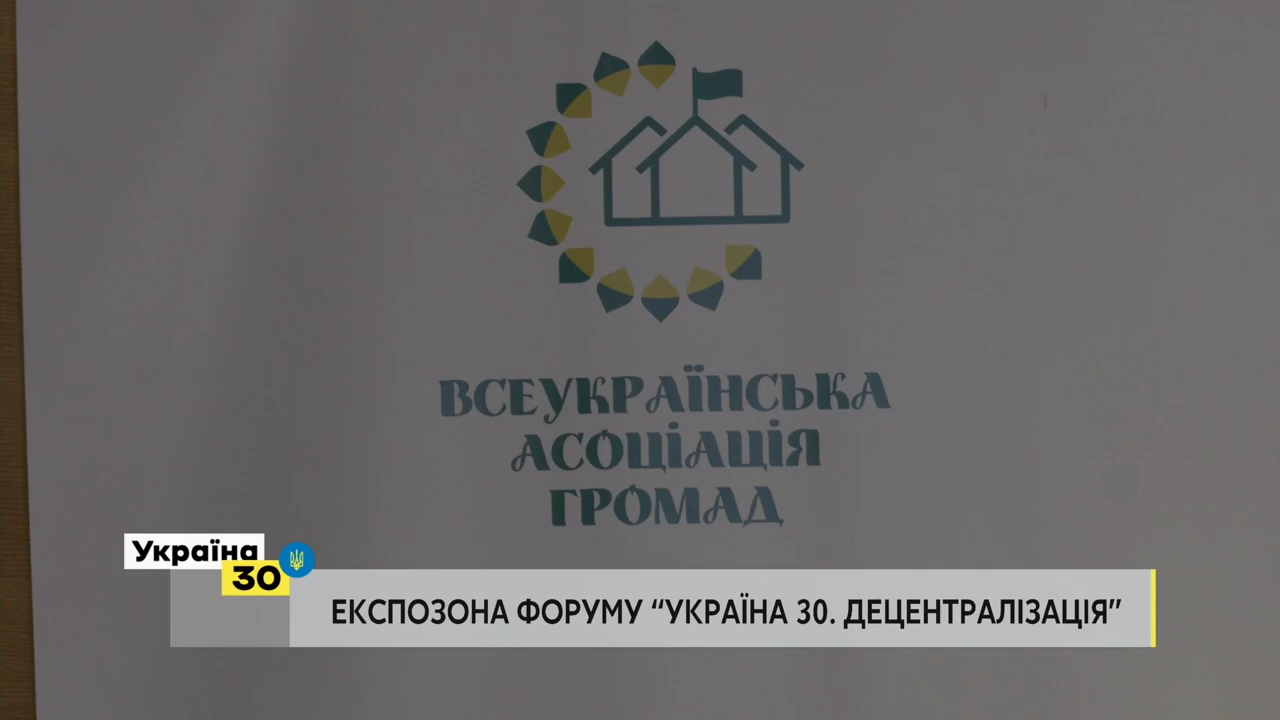 ВСЕУКРАЇНСЬКА
АСОЦІАЦІЯ
ГРОМАД
Україна
30
ЕКСПОЗОНА ФОРУМУ “УКРАЇНА 30. ДЕЦЕНТРАЛІЗАЦІЯ”